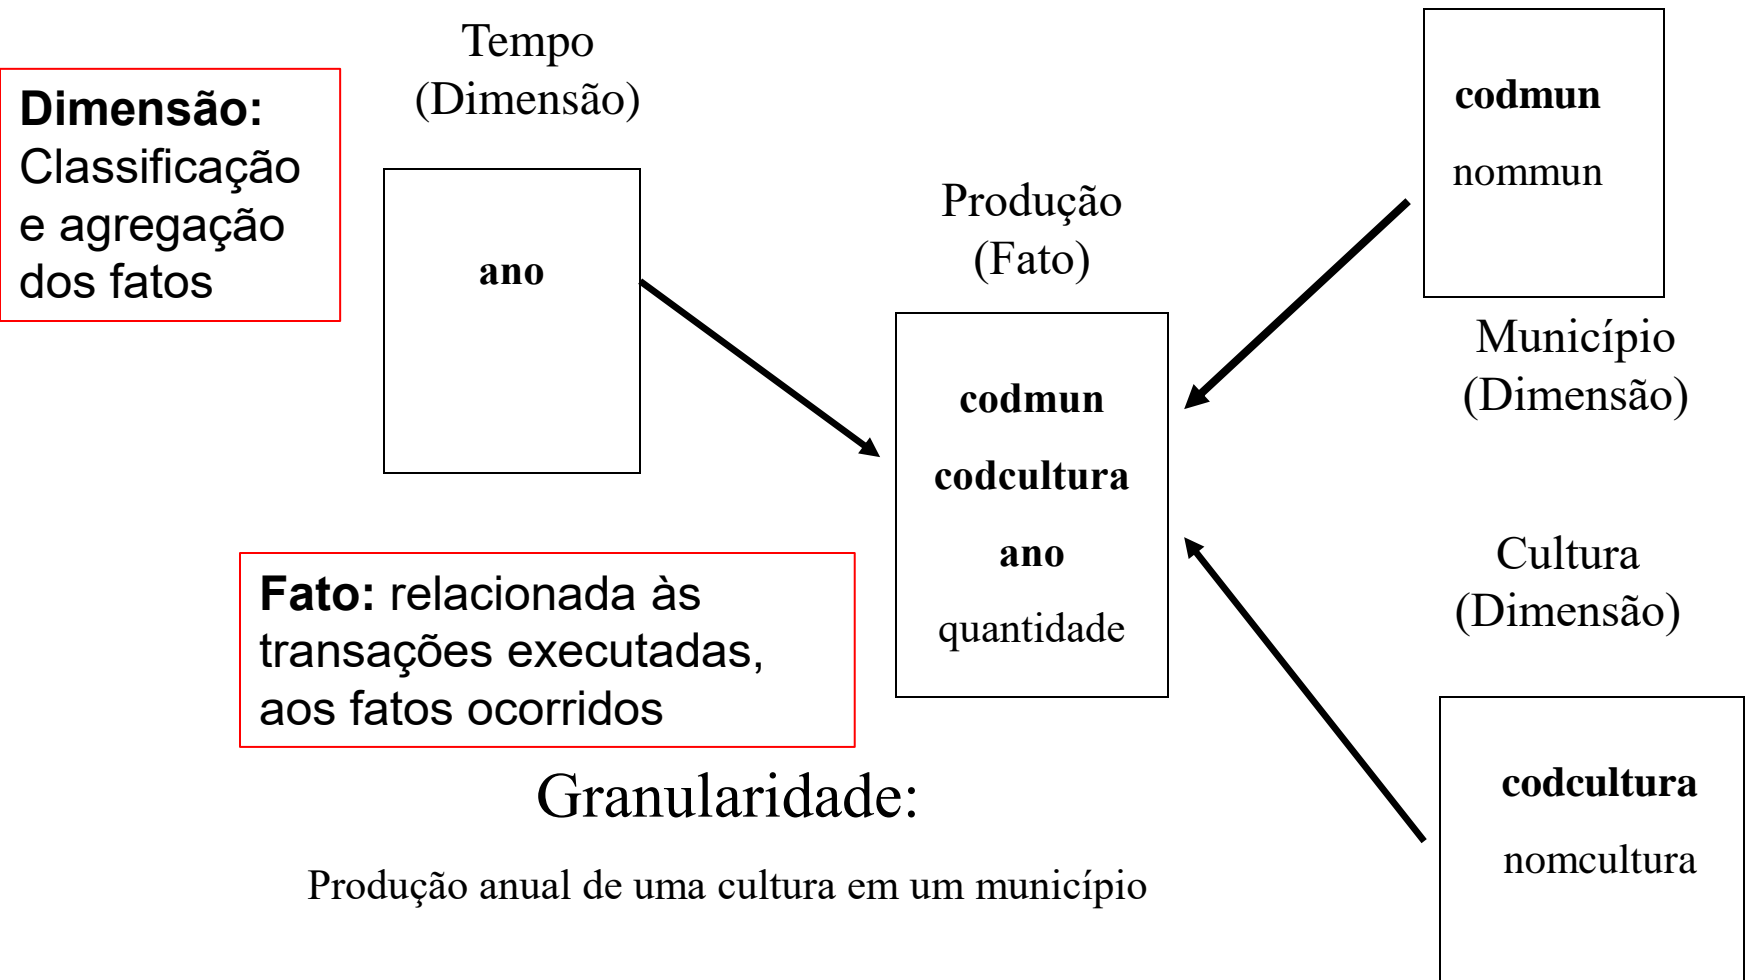 Tempo
(Dimensão)
Dimensão:
Classificação
e agregação
dos fatos
ano
Produção
(Fato)
codmun
codcultura
ano
quantidade
codmun
nommun
Município
(Dimensão)
Fato: relacionada às
transações executadas,
aos fatos ocorridos
Cultura
(Dimensão)
codcultura
nomcultura
Granularidade:
Produção anual de uma cultura em um município